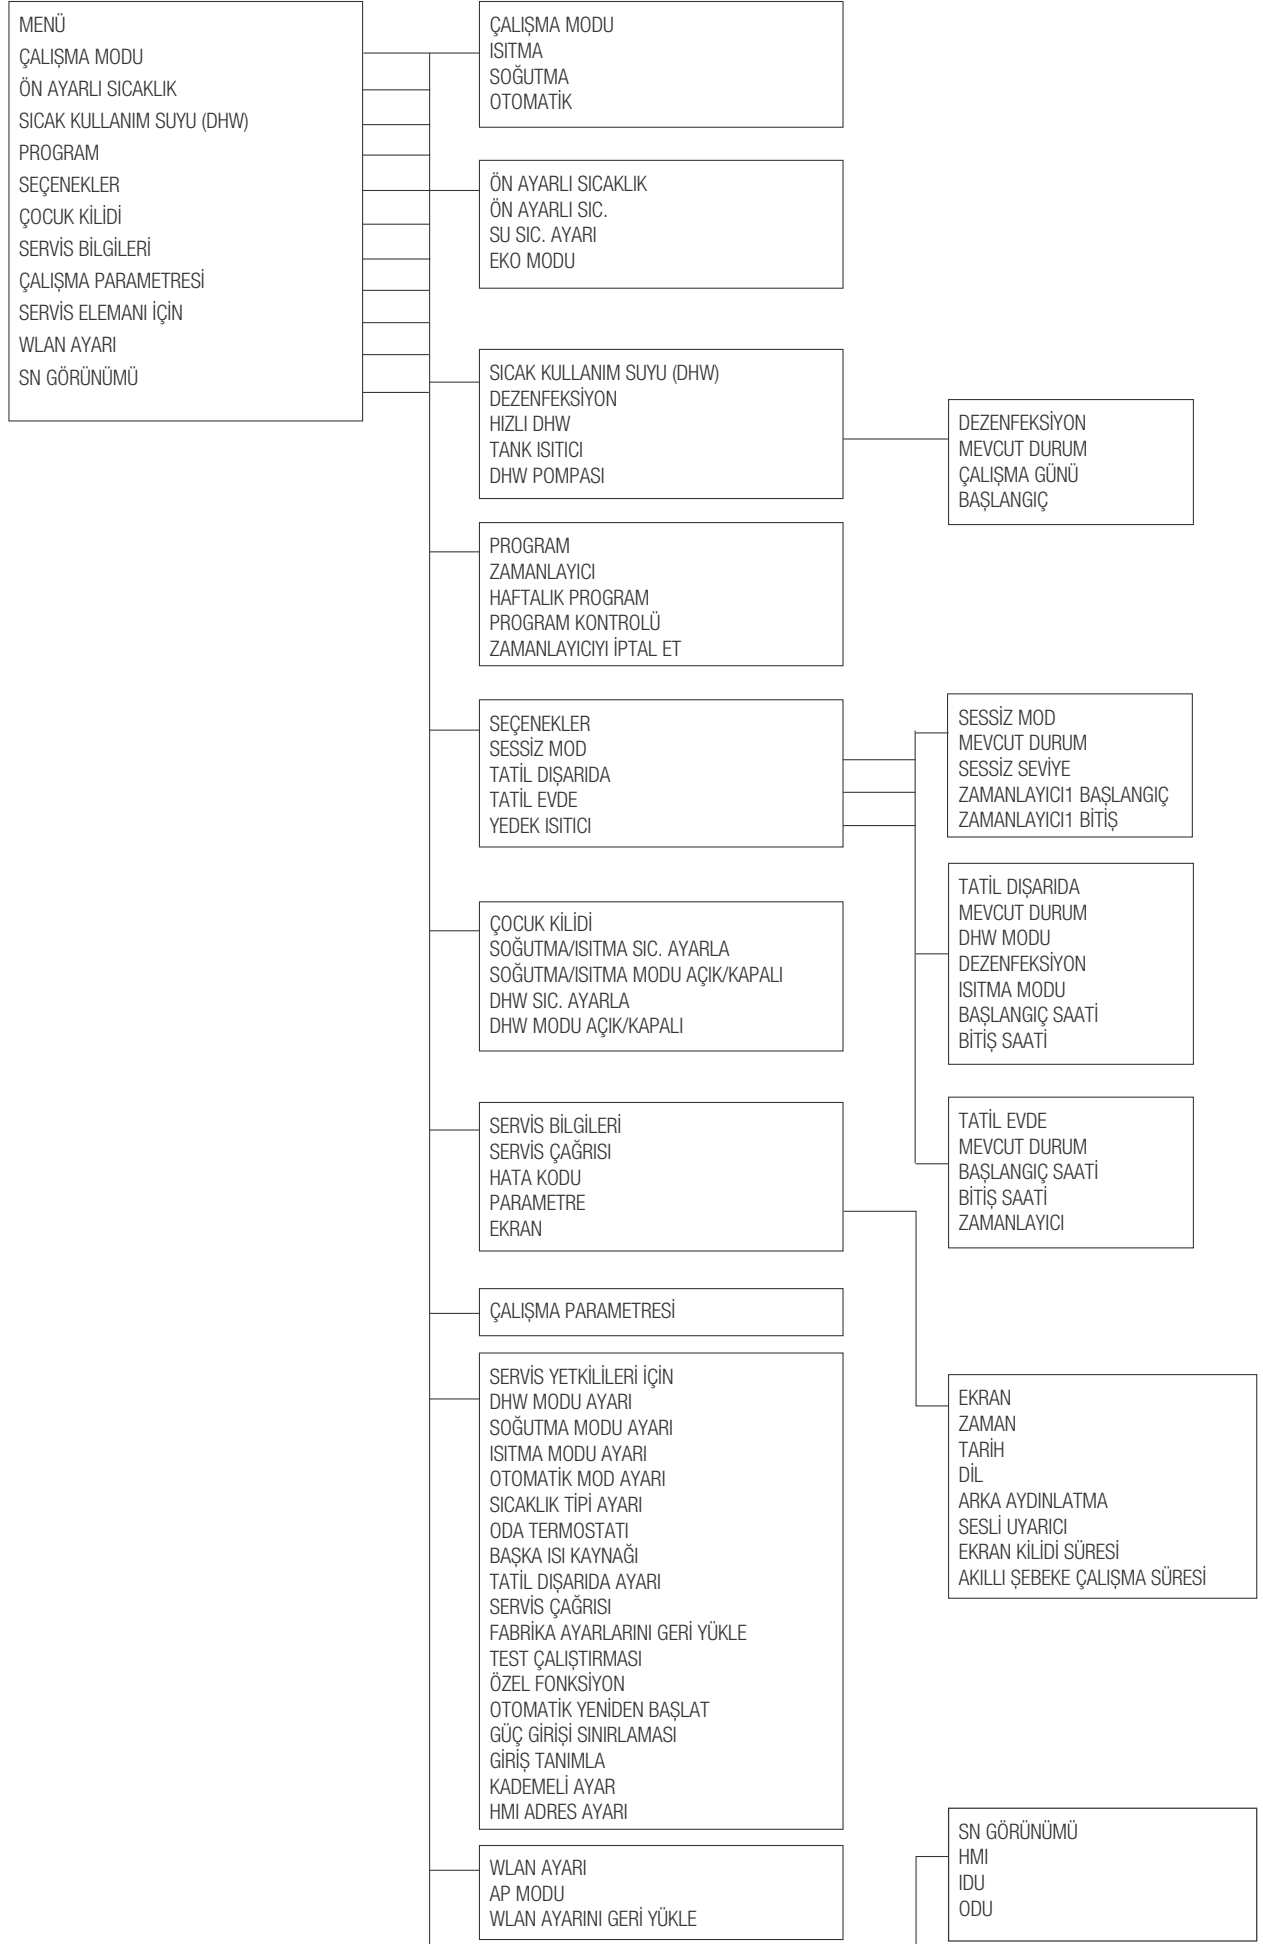 MENÜ
ÇALIŞMA MODU
ÖN AYARLI SICAKLIK
SICAK KULLANIM SUYU (DHW)
PROGRAM
SEÇENEKLER
ÇOCUK KİLİDİ
SERVİS BİLGİLERİ
ÇALIŞMA PARAMETRESİ
SERVİS ELEMANI İÇİN
WLAN AYARI
SN GÖRÜNÜMÜ
ÇALIŞMA MODU
ISITMA
SOĞUTMA
OTOMATİK
ÖN AYARLI SICAKLIK
ÖN AYARLI SIC.
SU SIC. AYARI
EKO MODU
SICAK KULLANIM SUYU (DHW)
DEZENFEKSİYON
HIZLI DHW
TANK ISITICI
DHW POMPASI
DEZENFEKSİYON
MEVCUT DURUM
ÇALIŞMA GÜNÜ
BAŞLANGIÇ
PROGRAM
ZAMANLAYICI
HAFTALIK PROGRAM
PROGRAM KONTROLÜ
ZAMANLAYICIYI İPTAL ET
SEÇENEKLER
SESSİZ MOD
TATİL DIŞARIDA
TATİL EVDE
YEDEK ISITICI
SESSİZ MOD
MEVCUT DURUM
SESSİZ SEVİYE
ZAMANLAYICI1 BAŞLANGIÇ
ZAMANLAYICI1 BİTİŞ
TATİL DIŞARIDA
MEVCUT DURUM
DHW MODU
DEZENFEKSİYON
ISITMA MODU
BAŞLANGIÇ SAATİ
BİTİŞ SAATİ
ÇOCUK KİLİDİ
SOĞUTMA/ISITMA SIC. AYARLA
SOĞUTMA/ISITMA MODU AÇIK/KAPALI
DHW SIC. AYARLA
DHW MODU AÇIK/KAPALI
TATİL EVDE
MEVCUT DURUM
BAŞLANGIÇ SAATİ
BİTİŞ SAATİ
ZAMANLAYICI
SERVİS BİLGİLERİ
SERVİS ÇAĞRISI
HATA KODU
PARAMETRE
EKRAN
ÇALIŞMA PARAMETRESİ
SERVİS YETKİLİLERİ İÇİN
DHW MODU AYARI
SOĞUTMA MODU AYARI
ISITMA MODU AYARI
OTOMATİK MOD AYARI
SICAKLIK TİPİ AYARI
ODA TERMOSTATI
BAŞKA ISI KAYNAĞI
TATİL DIŞARIDA AYARI
SERVİS ÇAĞRISI
FABRİKA AYARLARINI GERİ YÜKLE
TEST ÇALIŞTIRMASI
ÖZEL FONKSİYON
OTOMATİK YENİDEN BAŞLAT
GÜÇ GİRİŞİ SINIRLAMASI
GİRİŞ TANIMLA
KADEMELİ AYAR
HMI ADRES AYARI
EKRAN
ZAMAN
TARİH
DİL
ARKA AYDINLATMA
SESLİ UYARICI
EKRAN KİLİDİ SÜRESİ
AKILLI ŞEBEKE ÇALIŞMA SÜRESİ
WLAN AYARI
AP MODU
WLAN AYARINI GERİ YÜKLE
SN GÖRÜNÜMÜ
HMI
IDU
ODU